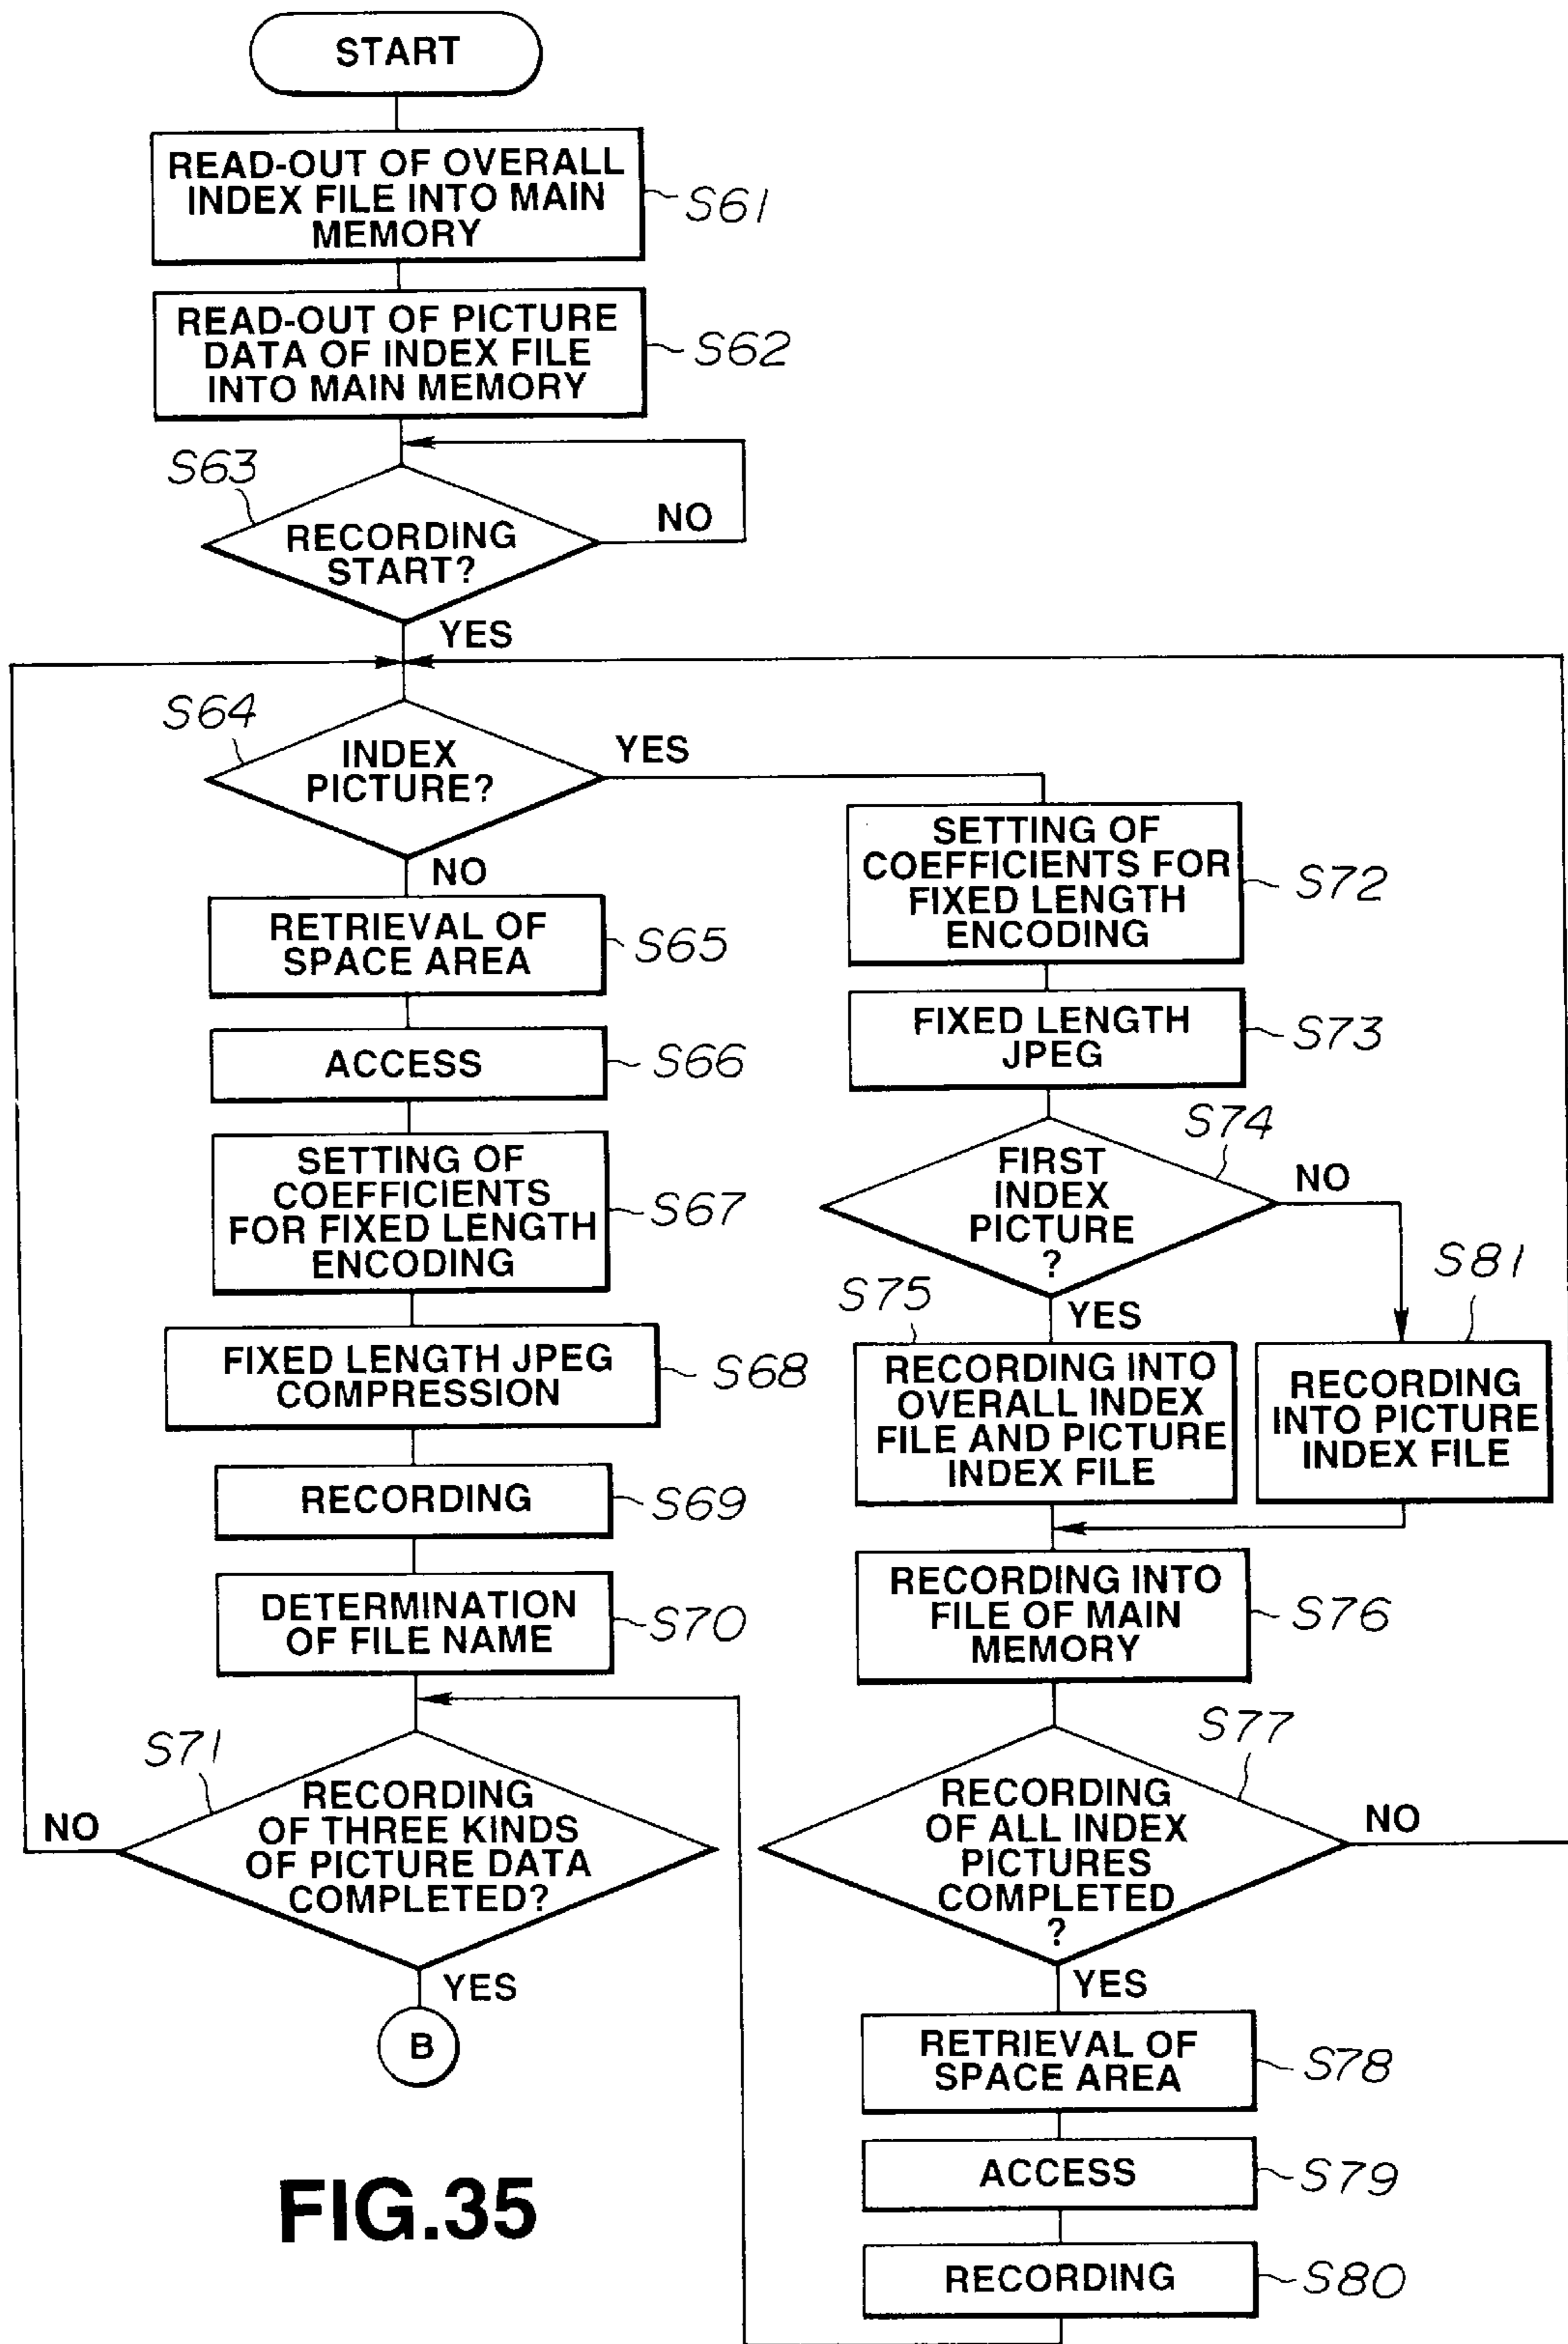 START
READ-OUT OF OVERALL
INDEX FILE INTO MAIN
MEMORY
S61
READ-OUT OF PICTURE
DATA OF INDEX FILE
INTO MAIN MEMORY
S62
S63
RECORDING
START?
NO
YES
S64
INDEX
PICTURE?
YES
NO
RETRIEVAL OF
SPACE AREA
S65
ACCESS
S66
SETTING OF
COEFFICIENTS
FOR FIXED LENGTH
ENCODING
S67
FIXED LENGTH JPEG
COMPRESSION
S68
RECORDING
S69
DETERMINATION
OF FILE NAME
S70
S71
RECORDING
OF THREE KINDS
OF PICTURE DATA
COMPLETED?
NO
YES
B
SETTING OF
COEFFICIENTS FOR
FIXED LENGTH
ENCODING
S72
FIXED LENGTH
JPEG
S73
S74
FIRST
INDEX
PICTURE
?
NO
YES
S75
RECORDING INTO
OVERALL INDEX
FILE AND PICTURE
INDEX FILE
S81
RECORDING
INTO PICTURE
INDEX FILE
RECORDING INTO
FILE OF MAIN
MEMORY
S76
S77
RECORDING
OF ALL INDEX
PICTURES
COMPLETED
?
NO
YES
RETRIEVAL OF
SPACE AREA
S78
ACCESS
S79
RECORDING
S80
FIG.35